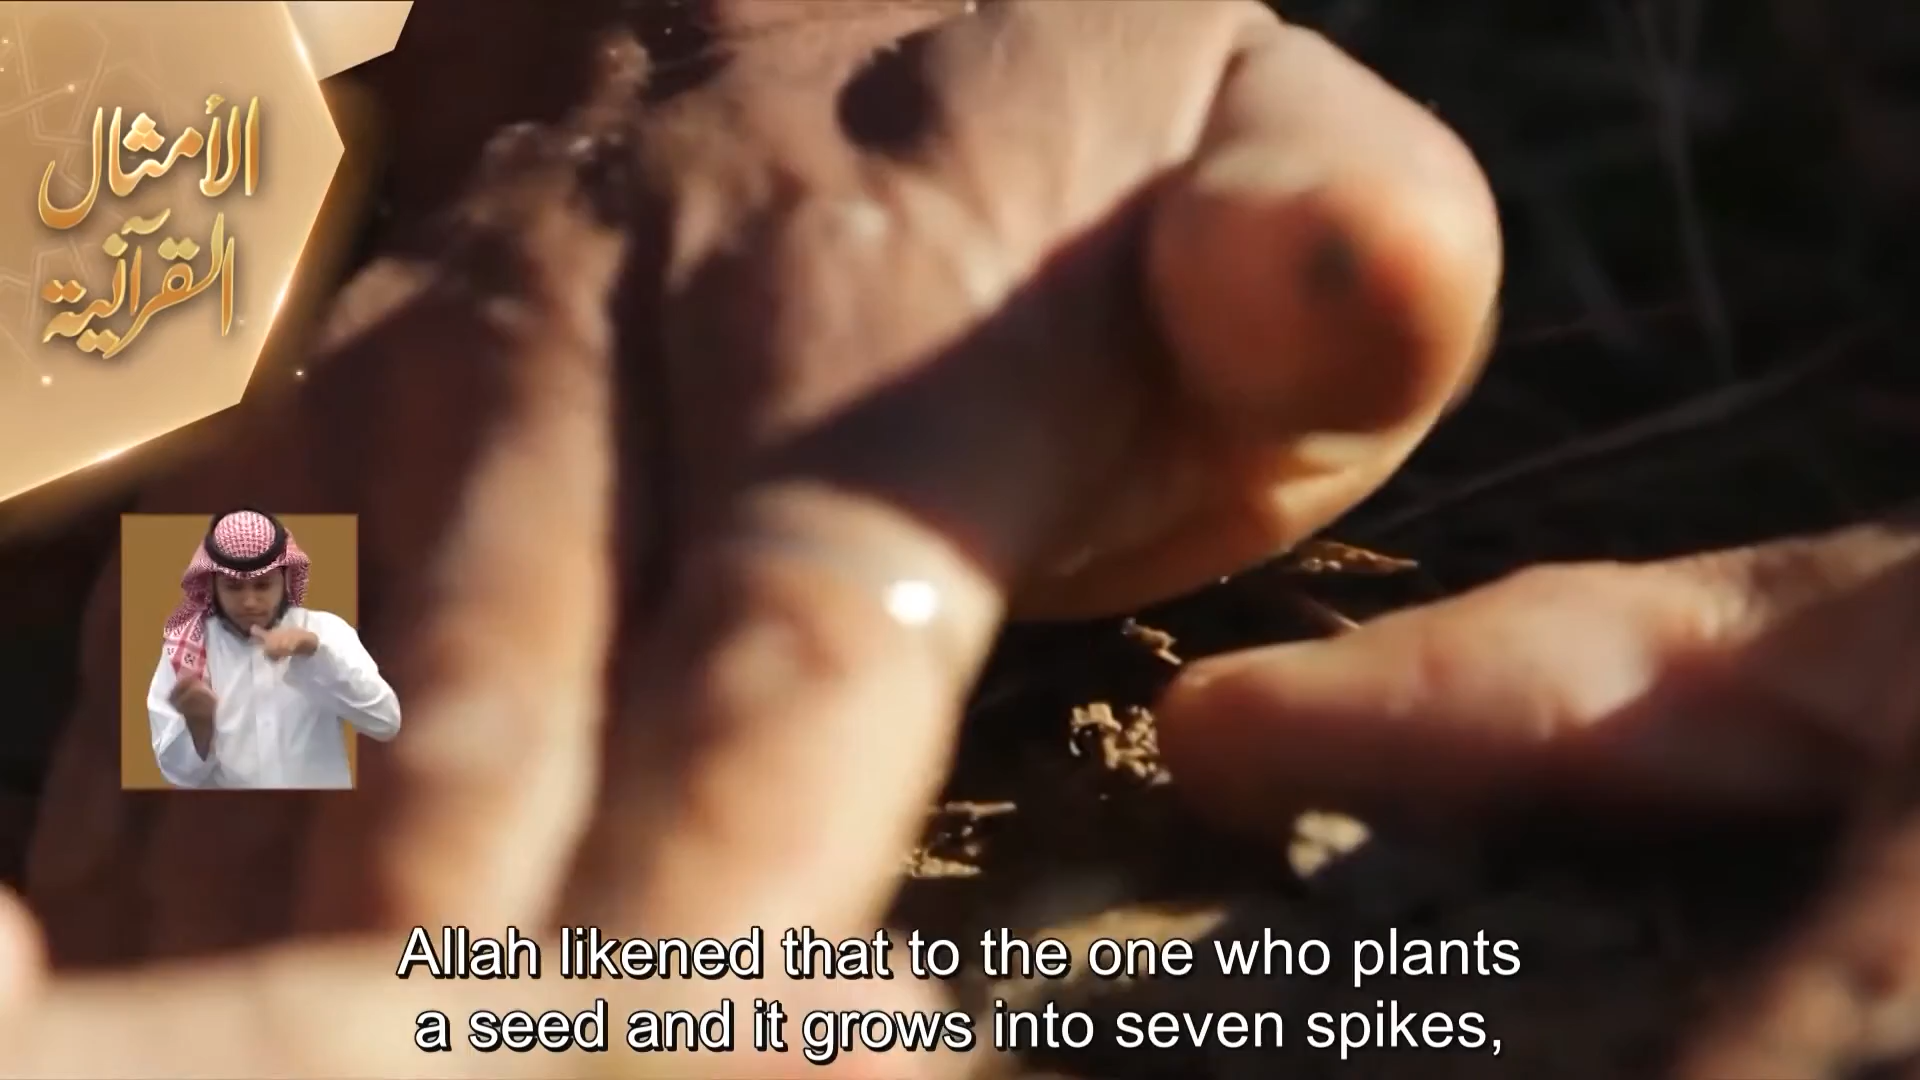 الأمثال
القرآنية
Allah likened that to the one who plants
a seed and it grows into seven spikes,